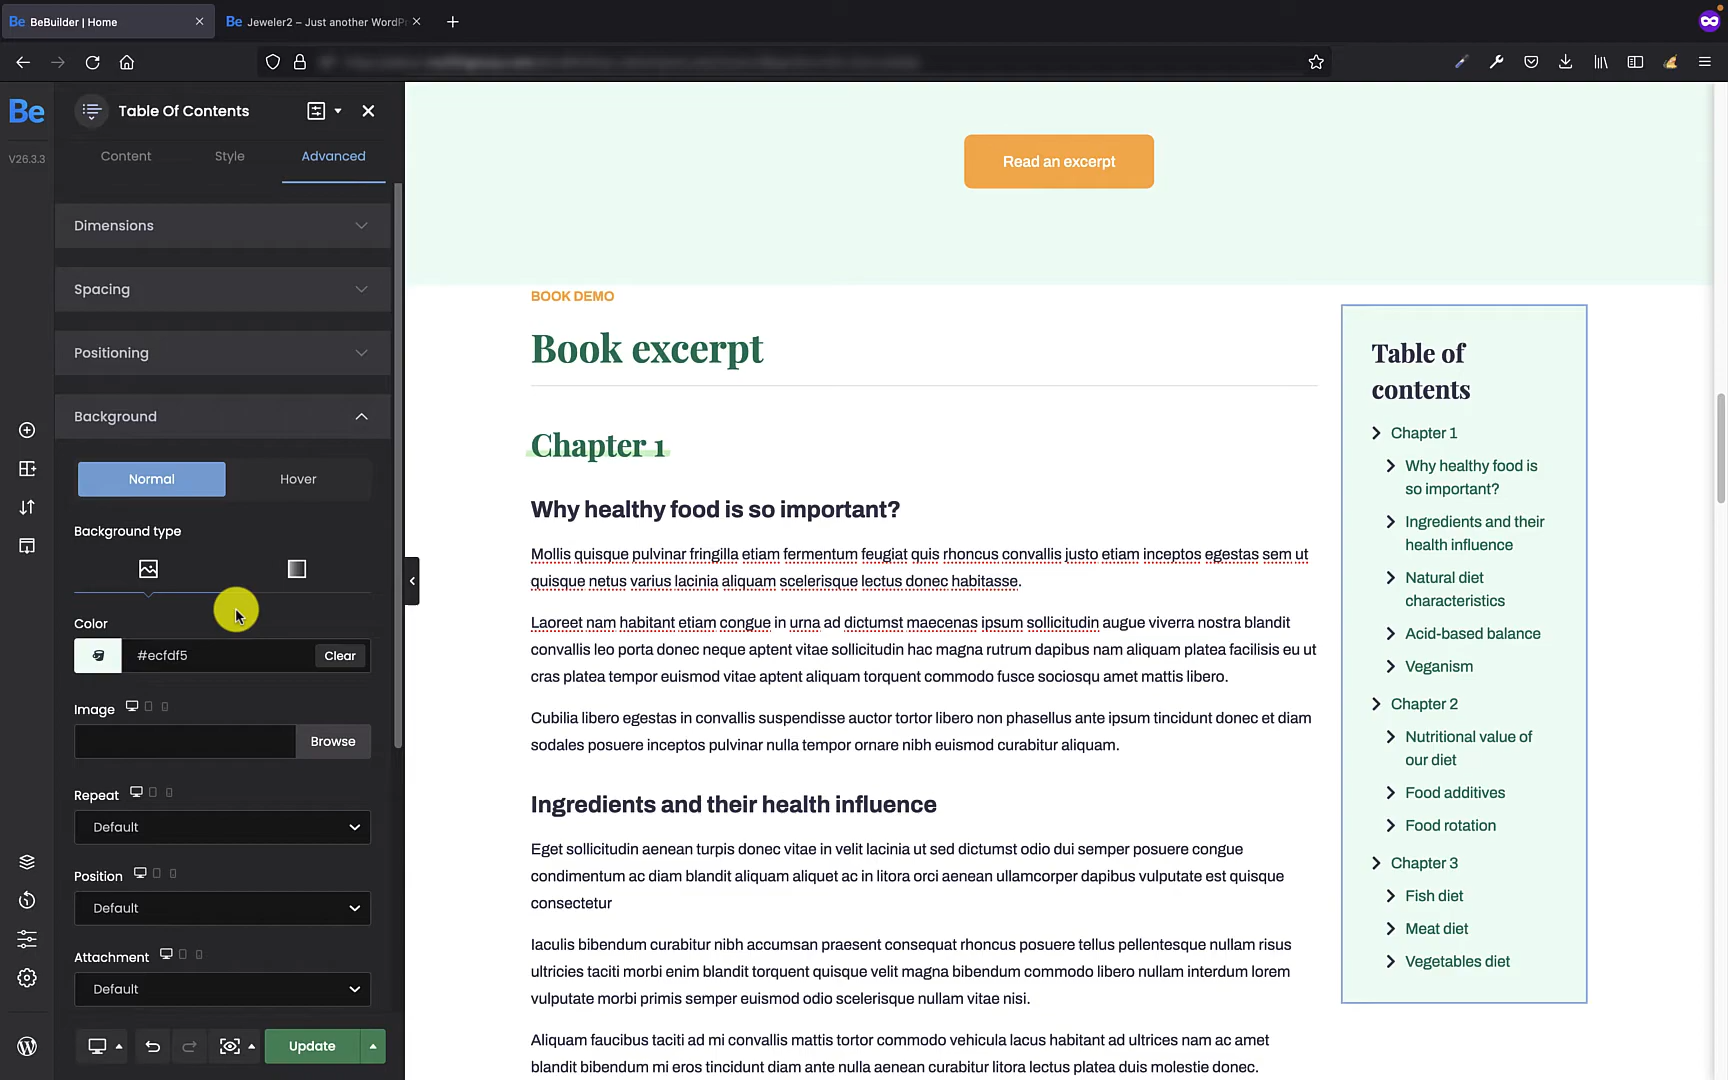 Be BeBuilder | Home
Be Jeweler2 – Just another WordPr
Be
V26.3.3
Table Of Contents
Content Style Advanced
Dimensions
Spacing
Positioning
Background
Normal Hover
Background type
Color
#ecfdf5 Clear
Image
Browse
Repeat
Default
Position
Default
Attachment
Default
Update
Read an excerpt
BOOK DEMO
Book excerpt
Chapter 1
Why healthy food is so important?
Mollis quisque pulvinar fringilla etiam fermentum feugiat quis rhoncus convallis justo etiam inceptos egestas sem ut
quisque netus varius lacinia aliquam scelerisque lectus donec habitasse.
Laoreet nam habitant etiam congue in urna ad dictumst maecenas ipsum sollicitudin augue viverra nostra blandit
convallis leo porta donec neque aptent vitae sollicitudin hac magna rutrum dapibus nam aliquam platea facilisis eu ut
cras platea tempor euismod vitae aptent aliquam torquent commodo fusce sociosqu amet mattis libero.
Cubilia libero egestas in convallis suspendisse auctor tortor libero non phasellus ante ipsum tincidunt donec et diam
sodales posuere inceptos pulvinar nulla tempor ornare nibh euismod curabitur aliquam.
Ingredients and their health influence
Eget sollicitudin aenean turpis donec vitae in velit lacinia ut sed dictumst odio dui semper posuere congue
condimentum ac diam blandit aliquam aliquet ac in litora orci aenean ullamcorper dapibus vulputate est quisque
consectetur
Iaculis bibendum curabitur nibh accumsan praesent consequat rhoncus posuere tellus pellentesque nullam risus
ultricies taciti morbi enim blandit torquent quisque velit magna bibendum commodo libero nullam interdum lorem
vulputate morbi primis semper euismod odio scelerisque nullam vitae nisi.
Aliquam faucibus taciti ad mi convallis mattis tortor commodo vehicula lacus habitant ad ultrices nam ac amet
blandit bibendum mi eros tincidunt diam ante nulla aenean curabitur litora lectus platea duis molestie donec.
Table of
contents
Chapter 1
Why healthy food is
so important?
Ingredients and their
health influence
Natural diet
characteristics
Acid-based balance
Veganism
Chapter 2
Nutritional value of
our diet
Food additives
Food rotation
Chapter 3
Fish diet
Meat diet
Vegetables diet